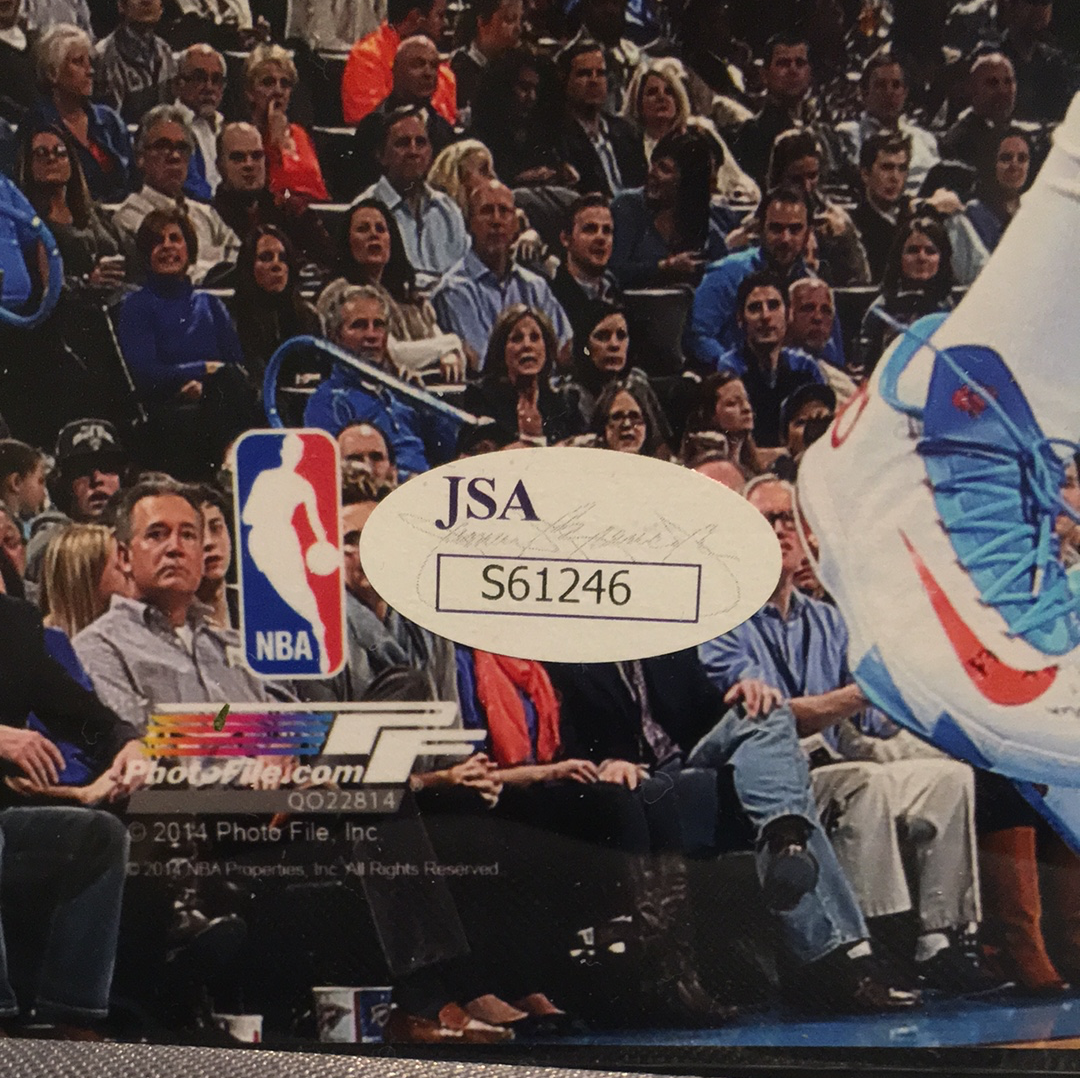 JSA
S61246
NBA
PhotoFile.com
QO22814
© 2014 Photo File, Inc.
© 2014 NBA Properties, Inc. All Rights Reserved